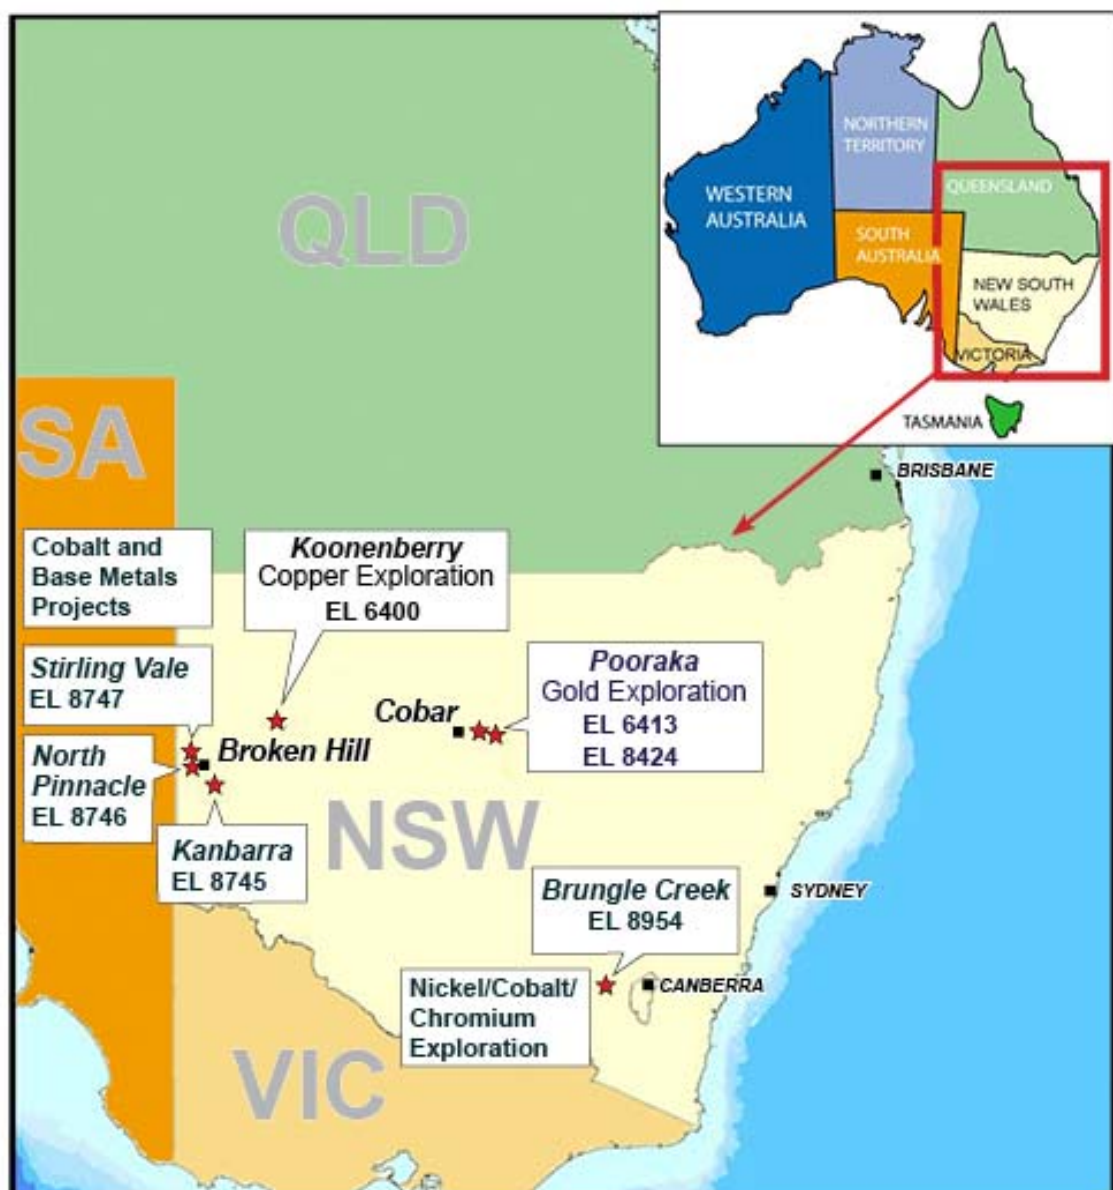 NORTHERN
TERRITORY
QUEENSLAND
WESTERN
AUSTRALIA
SOUTH
AUSTRALIA
NEW SOUTH
WALES
VICTORIA
TASMANIA
QLD
SA
BRISBANE
Cobalt and
Base Metals
Projects
Koonenberry
Copper Exploration
EL 6400
Stirling Vale
EL 8747
Pooraka
Gold Exploration
EL 6413
EL 8424
Cobar
Broken Hill
North
Pinnacle
EL 8746
NSW
Kanbarra
EL 8745
Brungle Creek
EL 8954
SYDNEY
CANBERRA
Nickel/Cobalt/
Chromium
Exploration
VIC